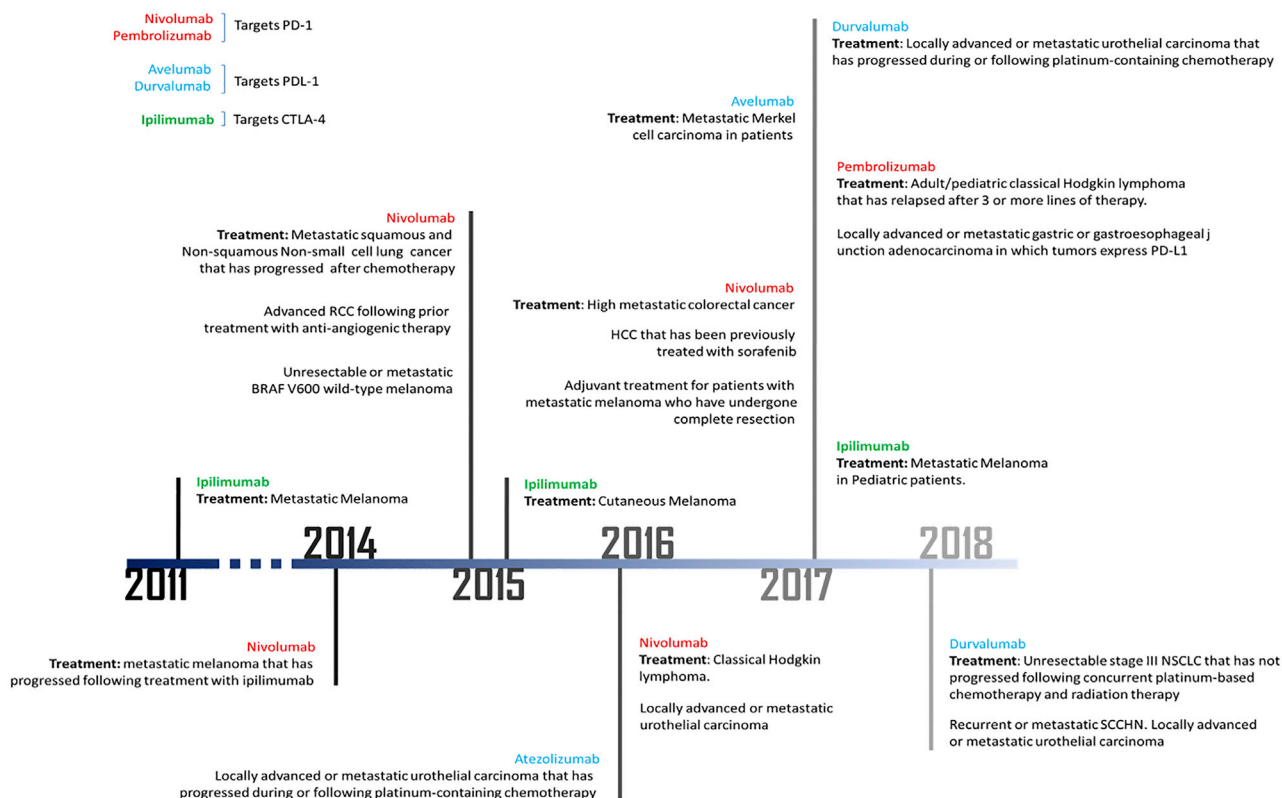 Nivolumab
Pembrolizumab
Targets PD-1
Avelumab
Durvalumab
Targets PDL-1
Ipilimumab
Targets CTLA-4
Durvalumab
Treatment: Locally advanced or metastatic urothelial carcinoma that
has progressed during or following platinum-containing chemotherapy
Avelumab
Treatment: Metastatic Merkel
cell carcinoma in patients
Pembrolizumab
Treatment: Adult/pediatric classical Hodgkin lymphoma
that has relapsed after 3 or more lines of therapy.
Locally advanced or metastatic gastric or gastroesophageal j
unction adenocarcinoma in which tumors express PD-L1
Nivolumab
Treatment: Metastatic squamous and
Non-squamous Non-small cell lung cancer
that has progressed after chemotherapy
Advanced RCC following prior
treatment with anti-angiogenic therapy
Unresectable or metastatic
BRAF V600 wild-type melanoma
Nivolumab
Treatment: High metastatic colorectal cancer
HCC that has been previously
treated with sorafenib
Adjuvant treatment for patients with
metastatic melanoma who have undergone
complete resection
Ipilimumab
Treatment: Metastatic Melanoma
in Pediatric patients.
Ipilimumab
Treatment: Metastatic Melanoma
Ipilimumab
Treatment: Cutaneous Melanoma
2014
2016
2018
2011
2015
2017
Nivolumab
Treatment: metastatic melanoma that has
progressed following treatment with ipilimumab
Nivolumab
Treatment: Classical Hodgkin
lymphoma.
Locally advanced or metastatic
urothelial carcinoma
Durvalumab
Treatment: Unresectable stage III NSCLC that has not
progressed following concurrent platinum-based
chemotherapy and radiation therapy
Recurrent or metastatic SCCHN. Locally advanced
or metastatic urothelial carcinoma
Atezolizumab
Locally advanced or metastatic urothelial carcinoma that has
progressed during or following platinum-containing chemotherapy